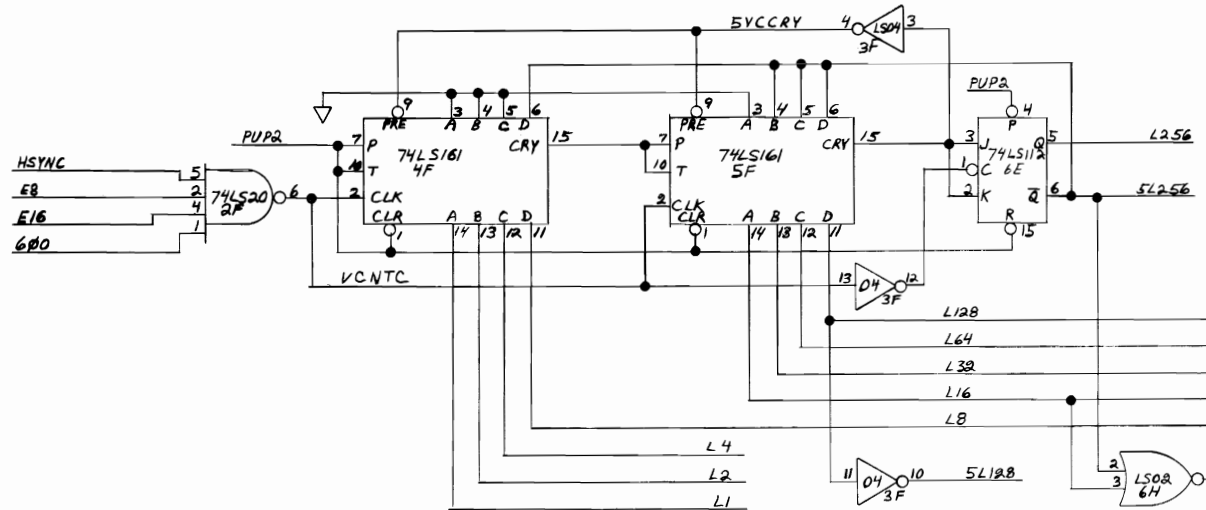 5VCCRY
4
LS04
3
3F
PUP2
4
P
9
3
4
5
6
PRE
A
B
C
D
PUP2
7
P
CRY
15
74LS161
4F
10
T
2
CLK
CLR
1
A
B
C
D
14
13
12
11
9
3
4
5
6
PRE
A
B
C
D
7
P
CRY
15
74LS161
5F
10
T
2
CLK
CLR
1
A
B
C
D
14
13
12
11
3
J
Q
5
L256
74LS112
6E
1
C
2
K
Q
6
5L256
R
15
HSYNC
5
E8
2
74LS20
2F
6
E16
4
6Ø0
1
VCNTC
13
04
12
3F
L128
L64
L32
L16
L8
L4
L2
L1
11
04
10
5L128
3F
2
3
LS02
6H